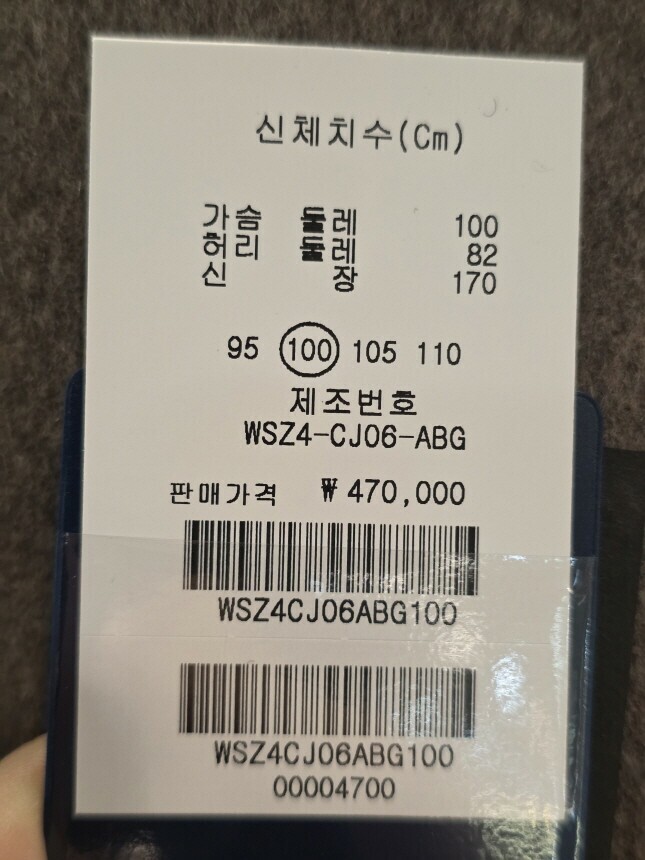 신체치수(Cm)
가슴 둘레 100
허리 둘레 82
신 장 170
95 100 105 110
제조번호
WSZ4-CJ06-ABG
판매가격 ₩ 470,000
WSZ4CJ06ABG100
WSZ4CJ06ABG100
00004700